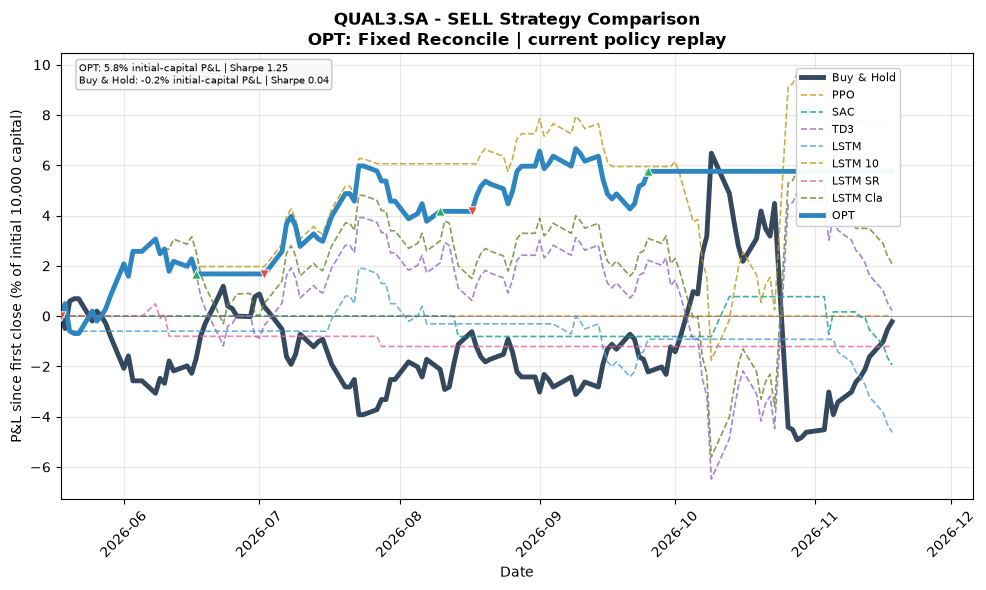 QUAL3.SA - SELL Strategy Comparison
OPT: Fixed Reconcile | current policy replay
OPT: 5.8% initial-capital P&L | Sharpe 1.25
Buy & Hold: -0.2% initial-capital P&L | Sharpe 0.04
Buy & Hold
PPO
SAC
TD3
LSTM
LSTM 10
LSTM SR
LSTM Cla
OPT
P&L since first close (% of initial 10,000 capital)
10
8
6
4
2
0
−2
−4
−6
2026-06
2026-07
2026-08
2026-09
2026-10
2026-11
2026-12
Date